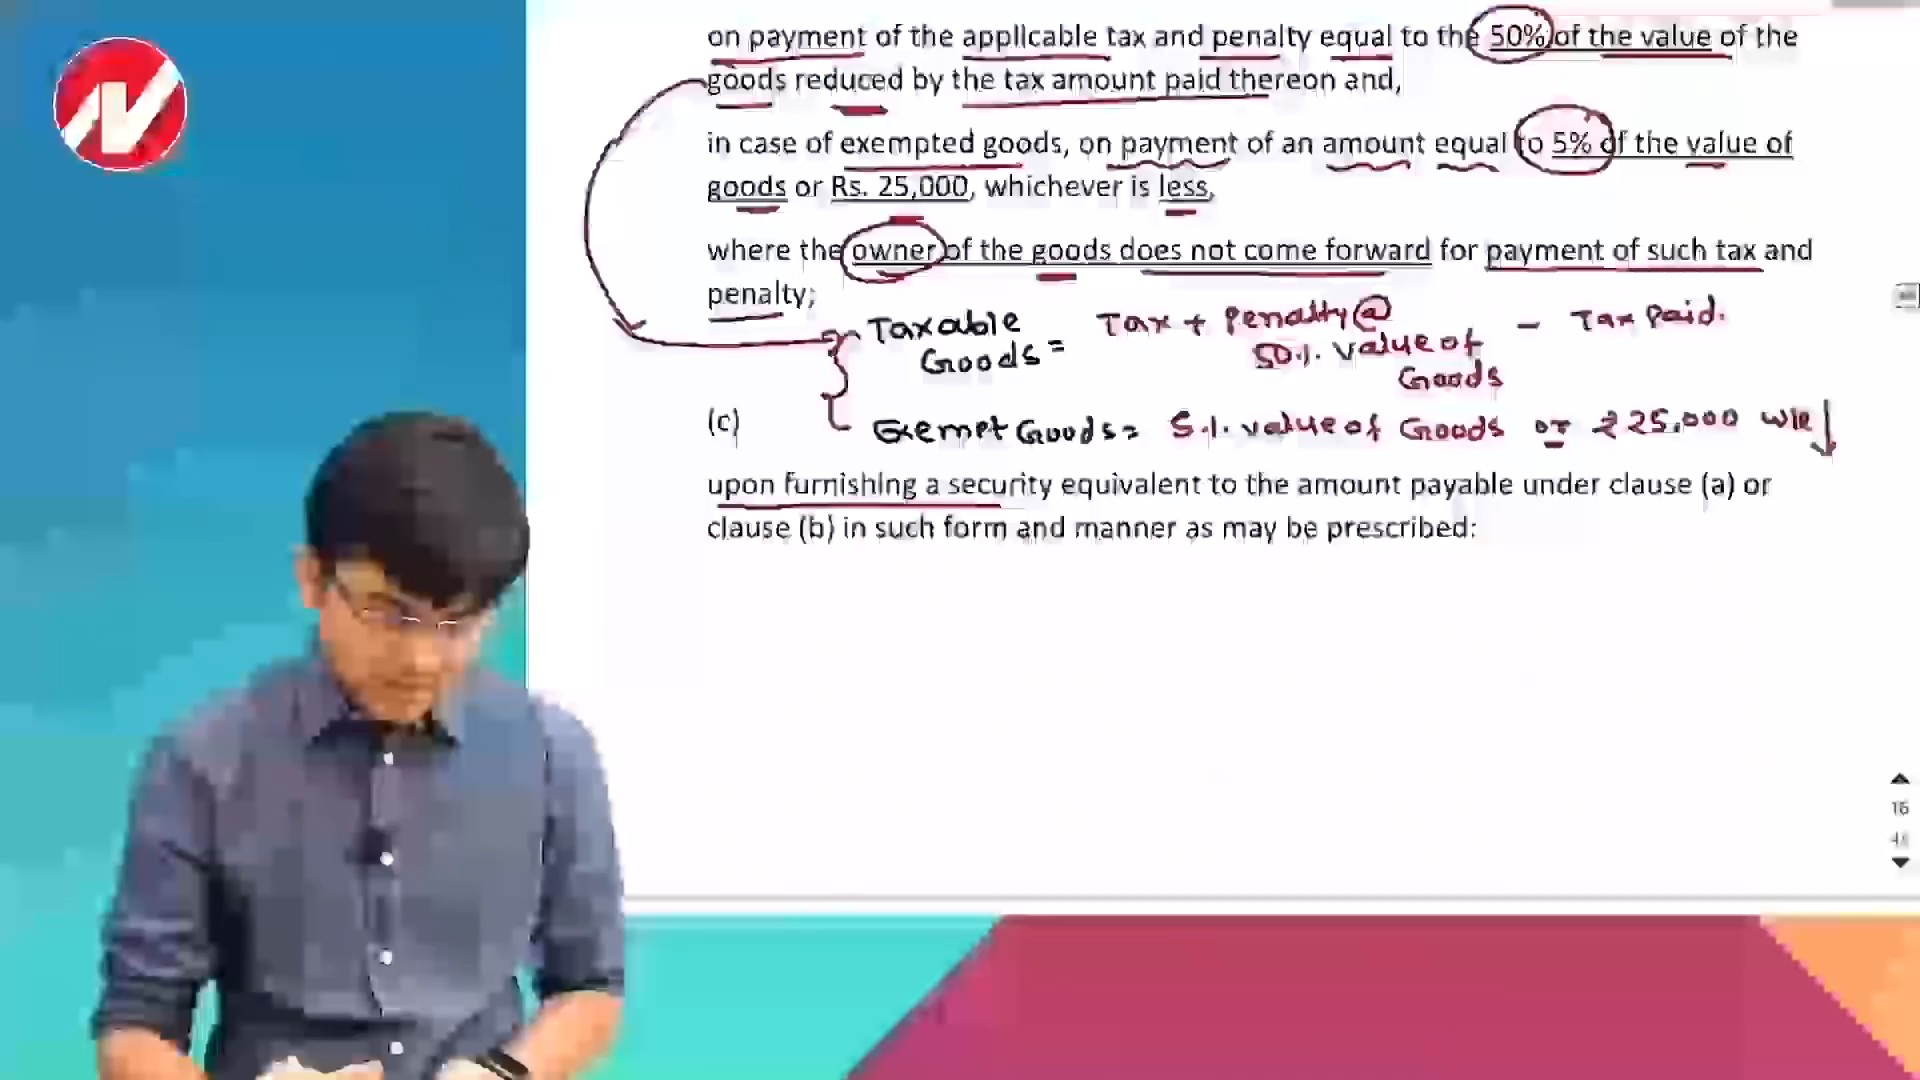 on payment of the applicable tax and penalty equal to the 50% of the value of the
goods reduced by the tax amount paid thereon and,
in case of exempted goods, on payment of an amount equal to 5% of the value of
goods or Rs. 25,000, whichever is less,
where the owner of the goods does not come forward for payment of such tax and
penalty;
Taxable Goods = Tax + Penalty @ 50%. value of Goods - Tax Paid.
(c)
Exempt Goods = 5%. value of Goods or ₹25,000 wie ↓
upon furnishing a security equivalent to the amount payable under clause (a) or
clause (b) in such form and manner as may be prescribed:
16